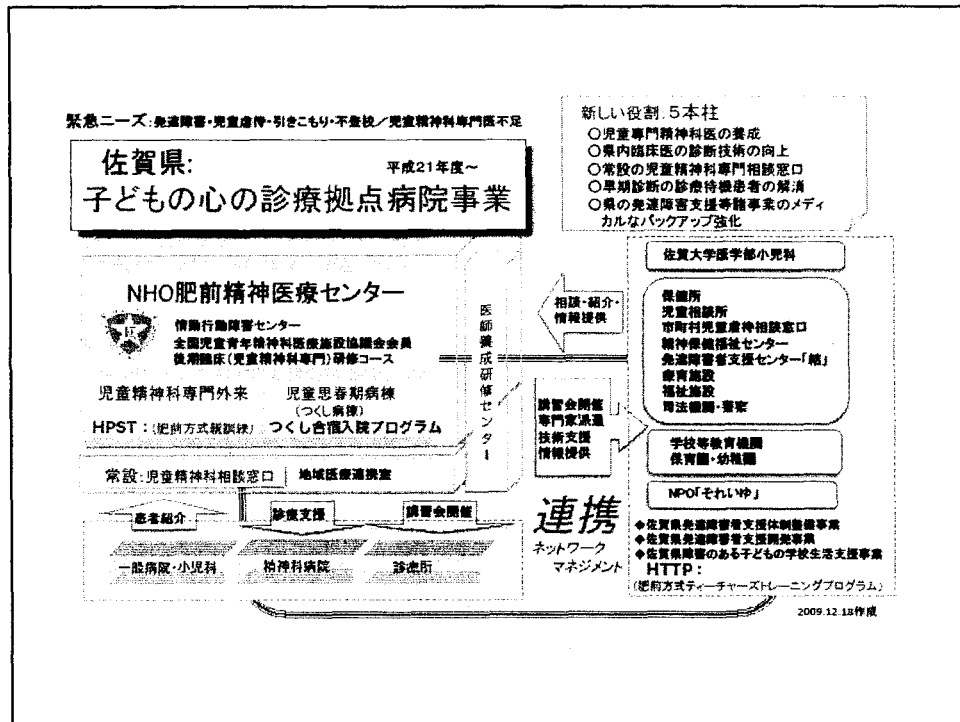 緊急ニーズ:発達障害・児童虐待・引きこもり・不登校/児童精神科専門医不足
佐賀県: 平成21年度~
子どもの心の診療拠点病院事業
新しい役割:5本柱
○児童専門精神科医の養成
○県内臨床医の診断技術の向上
○常設の児童精神科専門相談窓口
○早期診断の診療待機患者の解消
○県の発達障害支援等諸事業のメディ
カルなバックアップ強化
NHO肥前精神医療センター
情動行動障害センター
全国児童青年精神科医療施設協議会会員
後期臨床(児童精神科専門)研修コース
児童精神科専門外来
児童思春期病棟
(つくし病棟)
HPST:(肥前方式親訓練)
つくし合宿入院プログラム
医師養成研修センター
常設:児童精神科相談窓口
地域医療連携室
患者紹介
診療支援
講習会開催
一般病院・小児科
精神科病院
診療所
相談・紹介・
情報提供
講習会開催
専門家派遣
技術支援
情報提供
連携
ネットワーク
マネジメント
佐賀大学医学部小児科
保健所
児童相談所
市町村児童虐待相談窓口
精神保健福祉センター
発達障害者支援センター「結」
療育施設
福祉施設
司法機関・警察
学校等教育機関
保育園・幼稚園
NPO「それいゆ」
◆佐賀県発達障害者支援体制整備事業
◆佐賀県発達障害者支援開発事業
◆佐賀県障害のある子どもの学校生活支援事業
HTTP:
(肥前方式ティーチャーズトレーニングプログラム)
2009.12.18作成